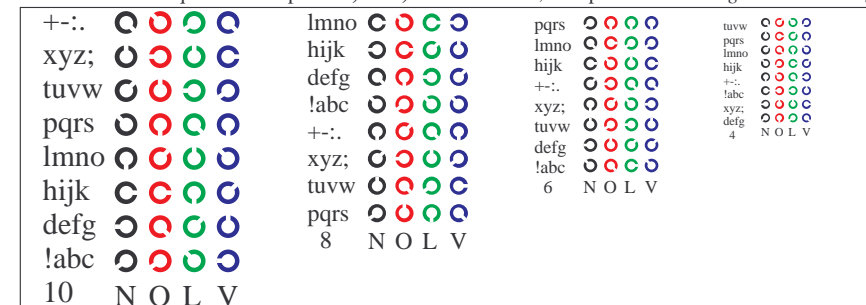 +-:.
xyz;
tuvw
pqrs
lmno
hijk
defg
!abc
10 N O L V
lmno
hijk
defg
!abc
+-:.
xyz;
tuvw
pqrs
8 N O L V
pqrs
lmno
hijk
+-:.
xyz;
tuvw
defg
!abc
6 N O L V
tuvw
pqrs
lmno
hijk
+-:.
!abc
xyz;
defg
4 N O L V